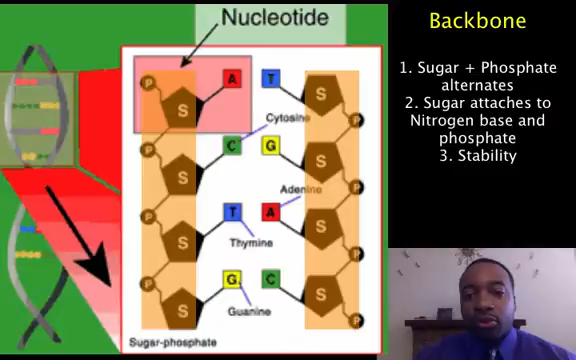 Nucleotide
P
A
T
S
S
Cytosine
P
C
G
P
S
S
Adenine
P
T
A
P
S
S
Thymine
P
G
C
P
S
S
Guanine
P
Sugar-phosphate
Backbone
1. Sugar + Phosphate
alternates
2. Sugar attaches to
Nitrogen base and
phosphate
3. Stability